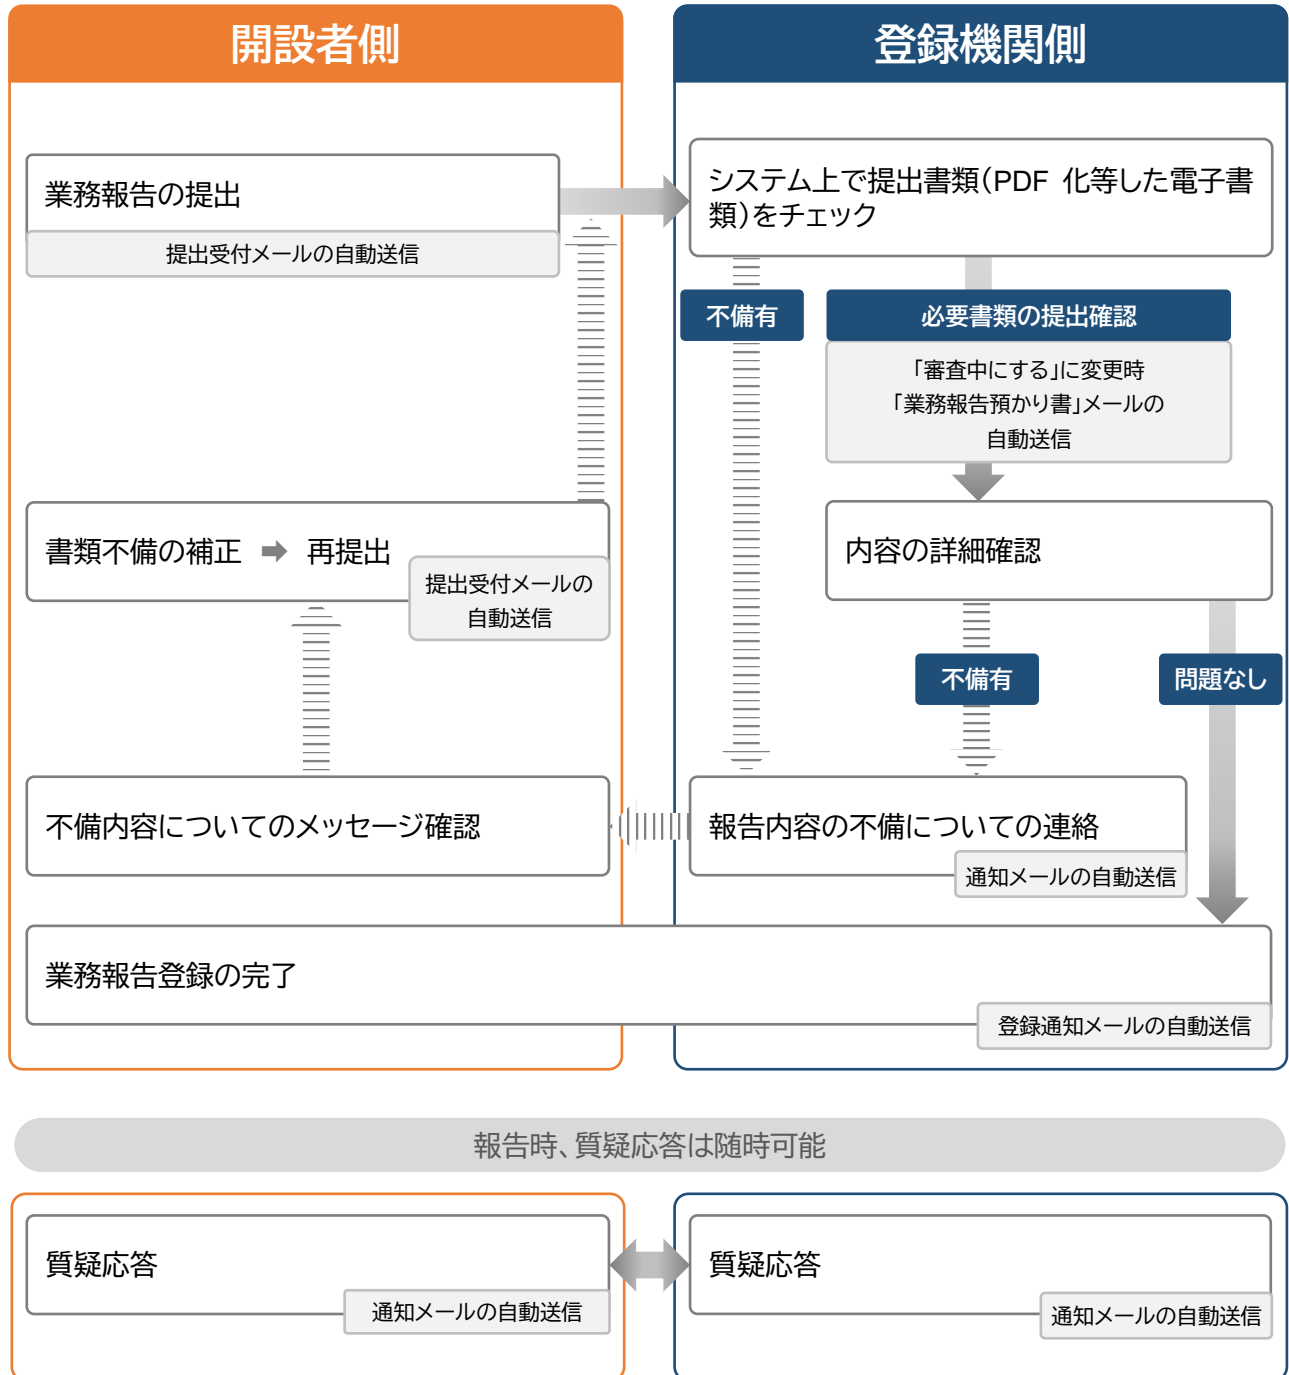 開設者側
登録機関側
業務報告の提出
提出受付メールの自動送信
システム上で提出書類（PDF 化等した電子書
類）をチェック
不備有
必要書類の提出確認
「審査中にする」に変更時
「業務報告預かり書」メールの
自動送信
書類不備の補正 ➡ 再提出
提出受付メールの
自動送信
内容の詳細確認
不備有
問題なし
不備内容についてのメッセージ確認
報告内容の不備についての連絡
通知メールの自動送信
業務報告登録の完了
登録通知メールの自動送信
報告時、質疑応答は随時可能
質疑応答
通知メールの自動送信
質疑応答
通知メールの自動送信